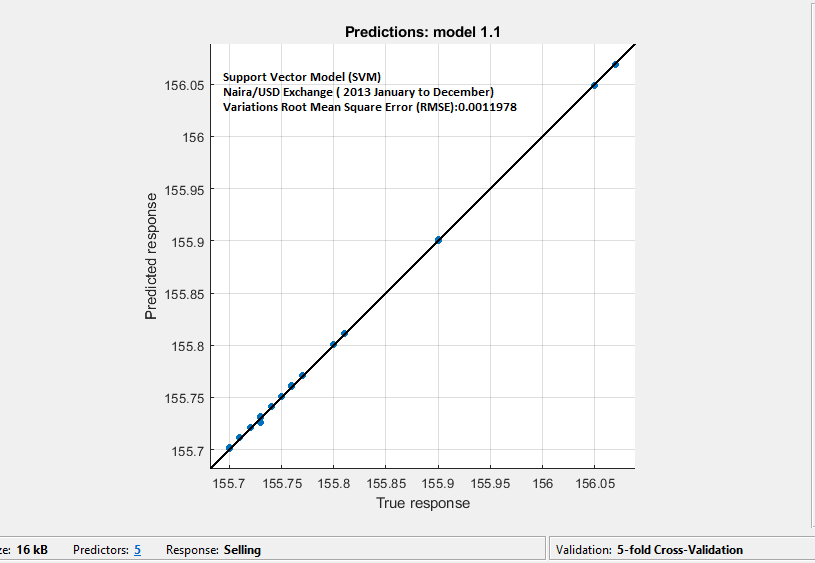 Predictions: model 1.1
Support Vector Model (SVM)
Naira/USD Exchange ( 2013 January to December)
Variations Root Mean Square Error (RMSE):0.0011978
156.05
156
155.95
155.9
155.85
155.8
155.75
155.7
Predicted response
155.7 155.75 155.8 155.85 155.9 155.95 156 156.05
True response
ze: 16 kB Predictors: 5 Response: Selling Validation: 5-fold Cross-Validation